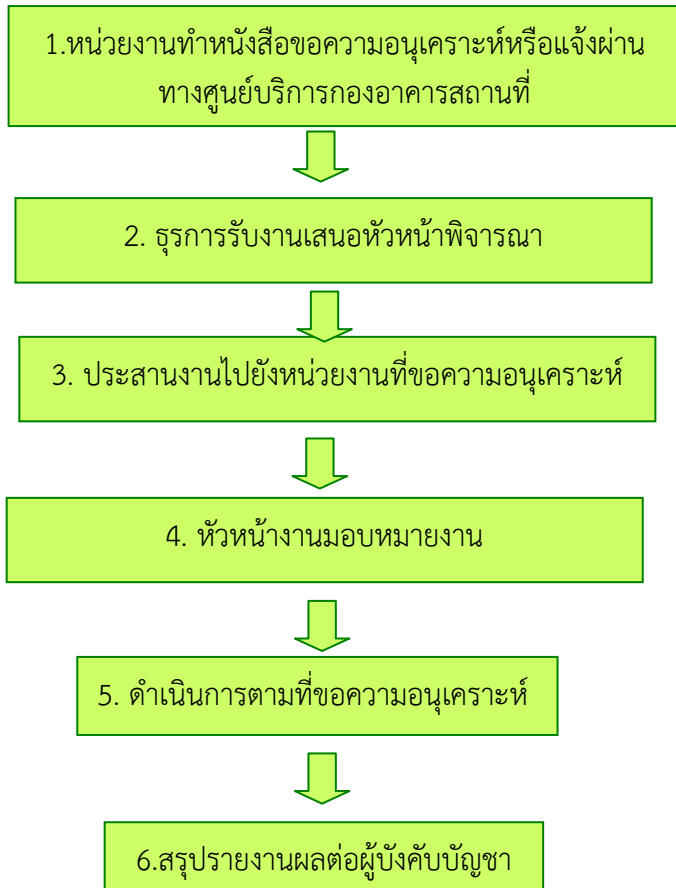 1.หน่วยงานทำหนังสือขอความอนุเคราะห์หรือแจ้งผ่าน
ทางศูนย์บริการกองอาคารสถานที่
2. ธุรการรับงานเสนอหัวหน้าพิจารณา
3. ประสานงานไปยังหน่วยงานที่ขอความอนุเคราะห์
4. หัวหน้างานมอบหมายงาน
5. ดำเนินการตามที่ขอความอนุเคราะห์
6.สรุปรายงานผลต่อผู้บังคับบัญชา